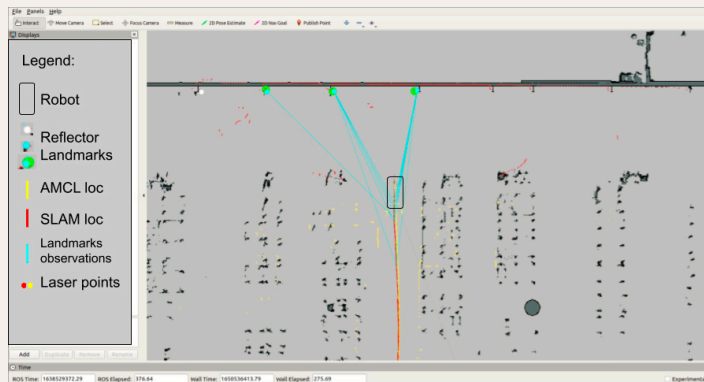 File Panels Help
Interact Move Camera Select Focus Camera Measure 2D Pose Estimate 2D Nav Goal Publish Point
Displays
Legend:
Robot
Reflector
Landmarks
AMCL loc
SLAM loc
Landmarks
observations
Laser points
Add Duplicate Remove Rename
Time
ROS Time: 1638529372.29 ROS Elapsed: 376.64 Wall Time: 1650536413.79 Wall Elapsed: 275.69